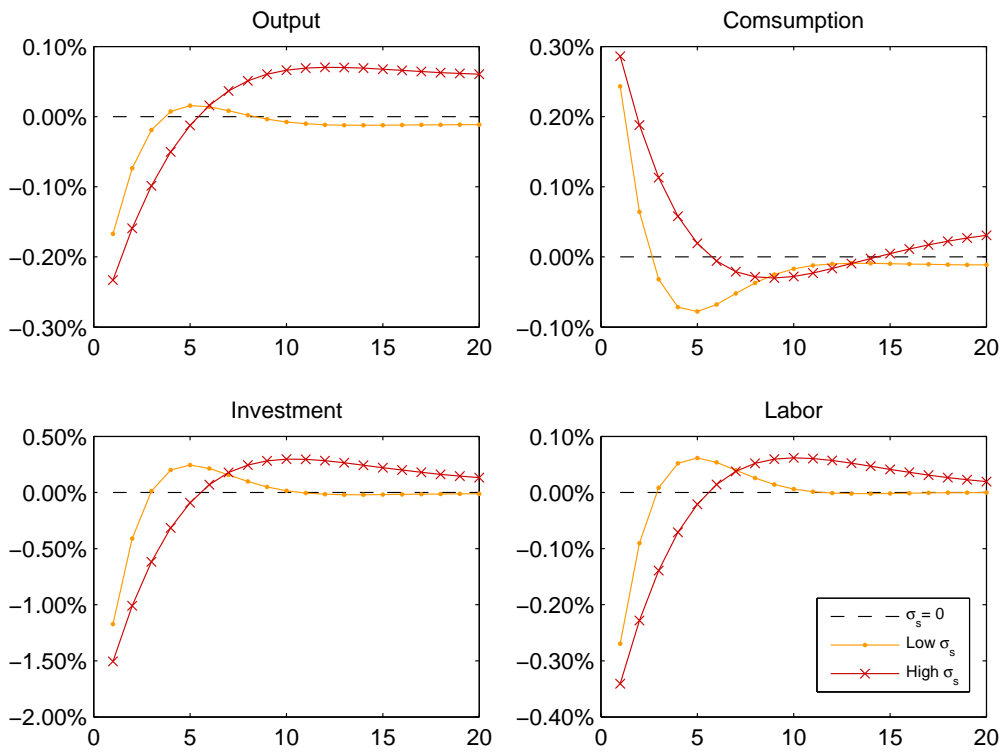 Output
0.10%
0.00%
−0.10%
−0.20%
−0.30%
0 5 10 15 20
Comsumption
0.30%
0.20%
0.10%
0.00%
−0.10%
0 5 10 15 20
Investment
0.50%
0.00%
−0.50%
−1.00%
−1.50%
−2.00%
0 5 10 15 20
Labor
0.10%
0.00%
−0.10%
−0.20%
−0.30%
−0.40%
0 5 10 15 20
σs= 0
Low σs
High σs